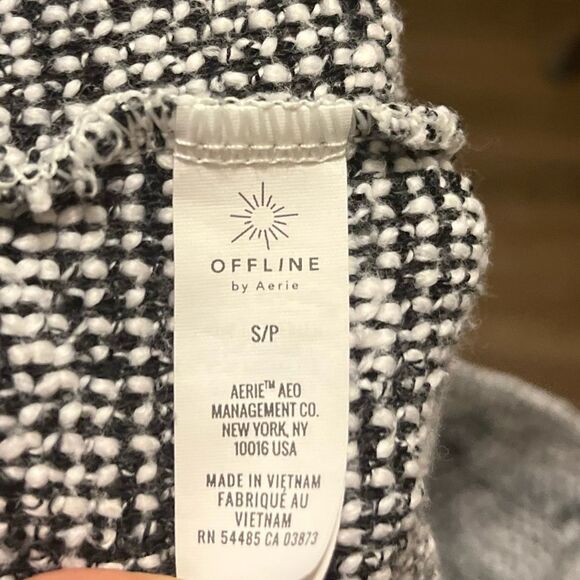 OFFLINE
by Aerie
S/P
AERIE™ AEO
MANAGEMENT CO.
NEW YORK, NY
10016 USA
MADE IN VIETNAM
FABRIQUÉ AU
VIETNAM
RN 54485 CA 03873